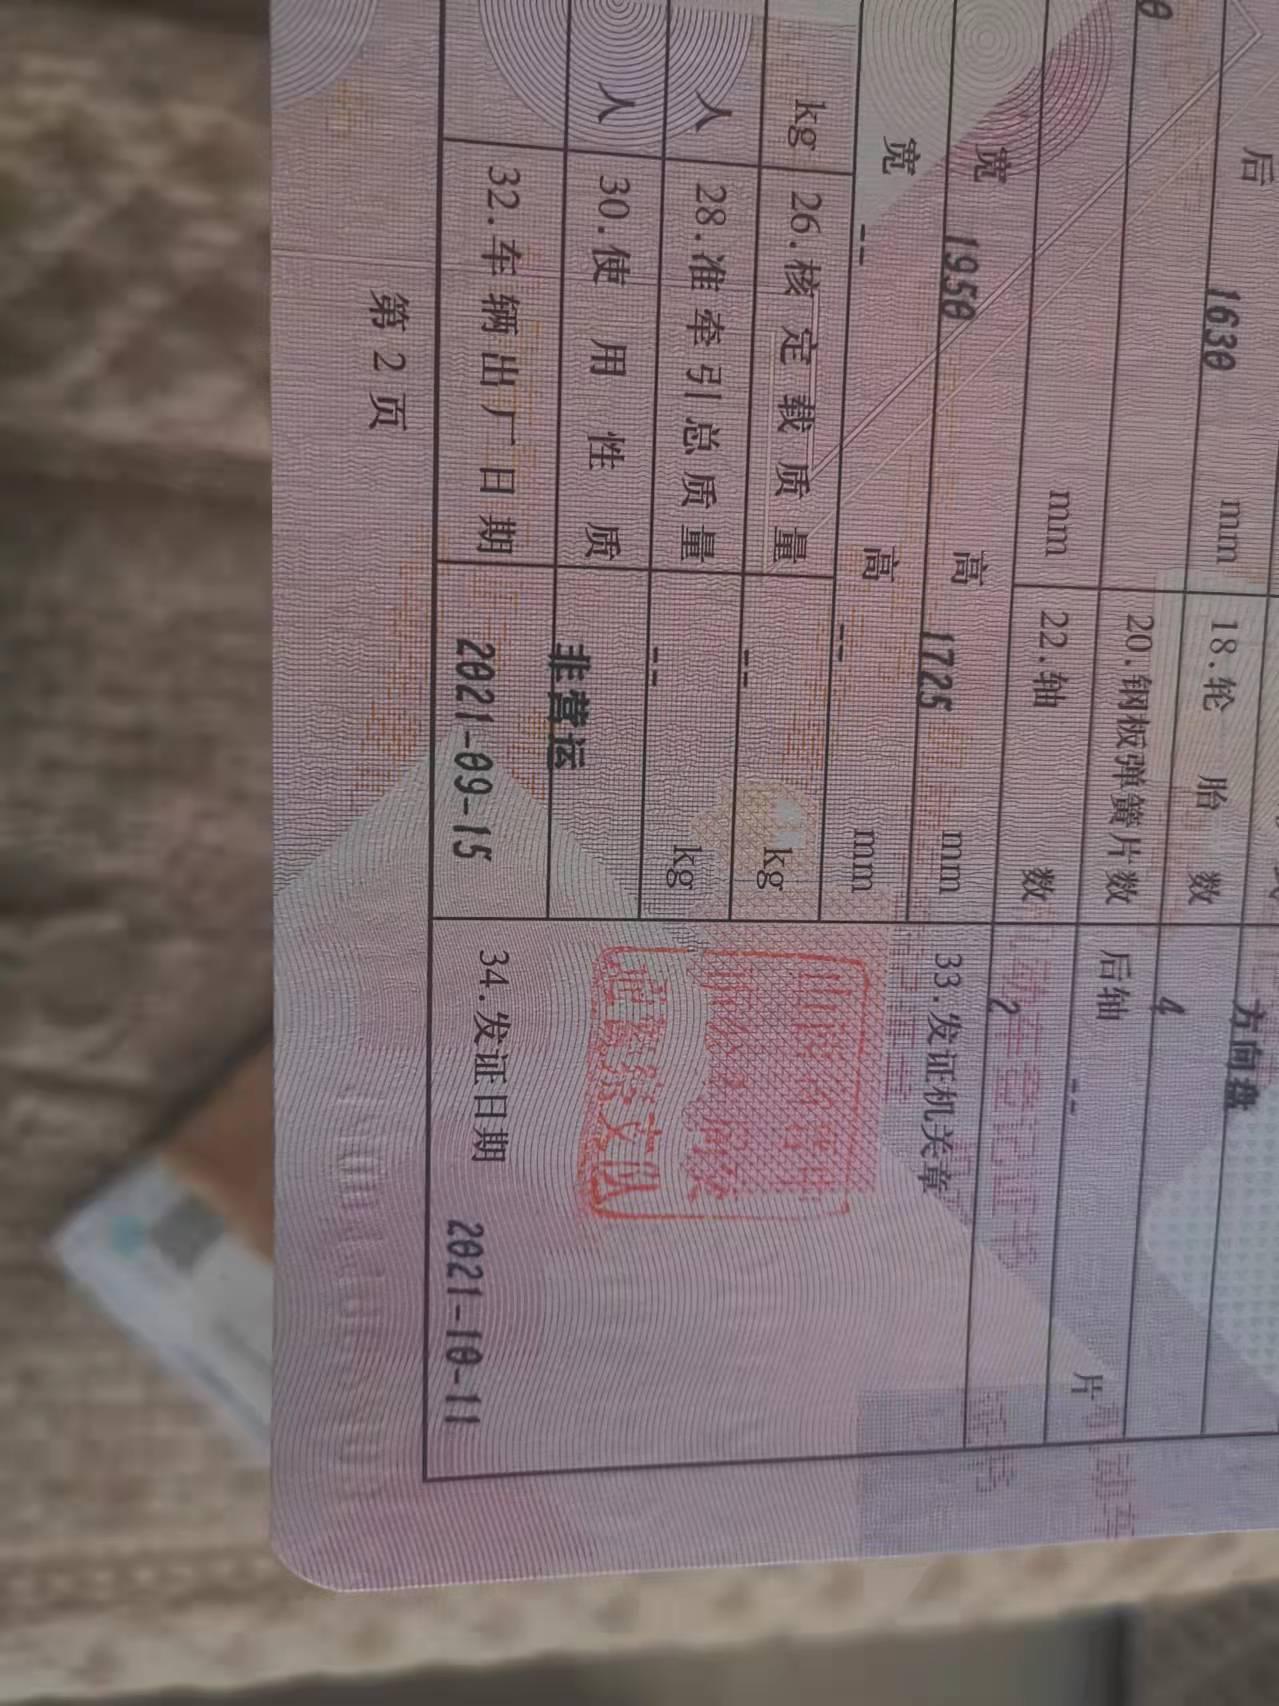 方向盘
后 1630 mm 18.轮 胎 数 4
20.钢板弹簧片数 后轴 -- 片
mm 22.轴 数 2
宽 1950 高 1725 mm 33.发证机关章
宽 -- 高 -- mm
kg 26.核 定 载 质 量 -- kg
人 28.准牵引总质量 -- kg
人 30.使 用 性 质 非营运
32.车辆出厂日期 2021-09-15 34.发证日期 2021-10-11
第2页